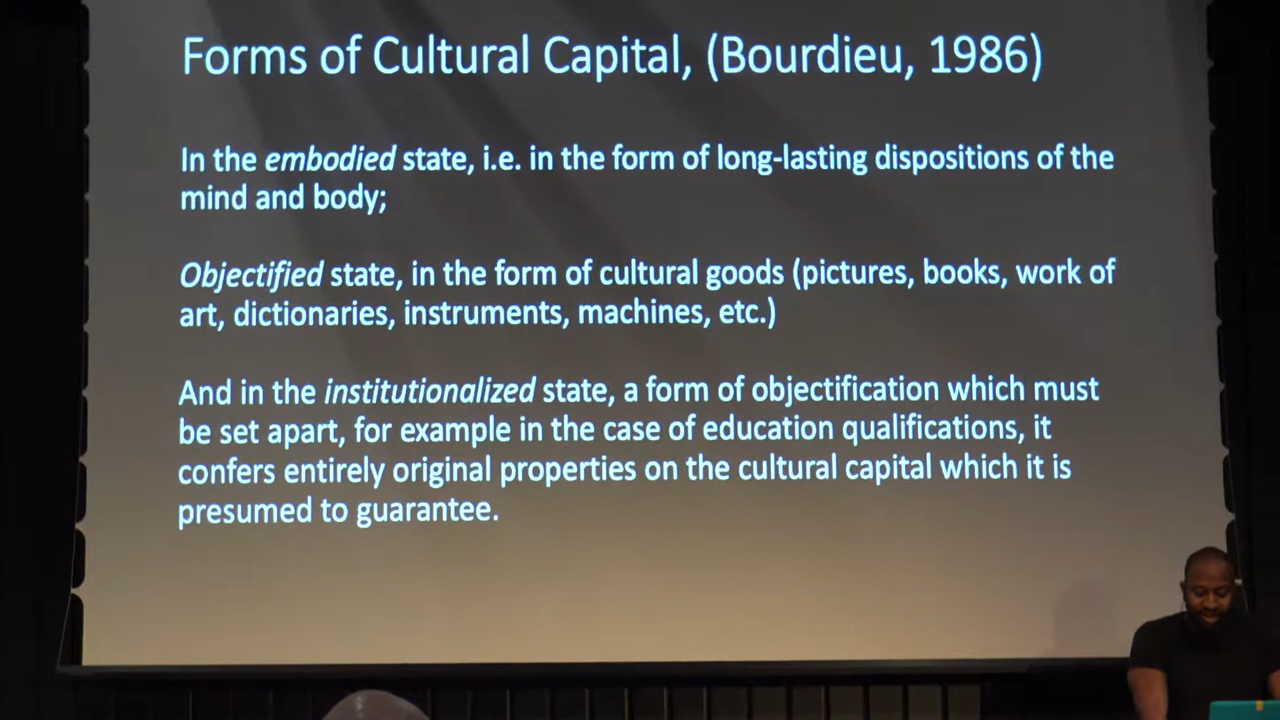 Forms of Cultural Capital, (Bourdieu, 1986)
In the embodied state, i.e. in the form of long-lasting dispositions of the
mind and body;
Objectified state, in the form of cultural goods (pictures, books, work of
art, dictionaries, instruments, machines, etc.)
And in the institutionalized state, a form of objectification which must
be set apart, for example in the case of education qualifications, it
confers entirely original properties on the cultural capital which it is
presumed to guarantee.